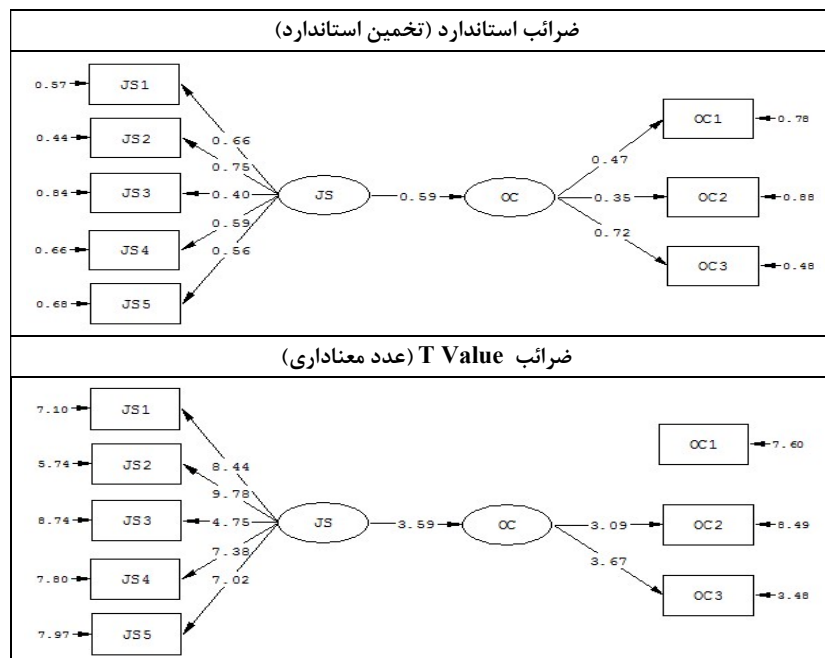 ضرائب استاندارد (تخمین استاندارد)
0.57 JS1
0.44 JS2
0.84 JS3
0.66 JS4
0.68 JS5
0.66
0.75
0.40
0.59
0.56
JS 0.59 OC
0.47
0.35
0.72
OC1 0.78
OC2 0.88
OC3 0.48
ضرائب T Value (عدد معناداری)
7.10 JS1
5.74 JS2
8.74 JS3
7.80 JS4
7.97 JS5
8.44
9.78
4.75
7.38
7.02
JS 3.59 OC
3.09
3.67
OC1 7.60
OC2 8.49
OC3 3.48